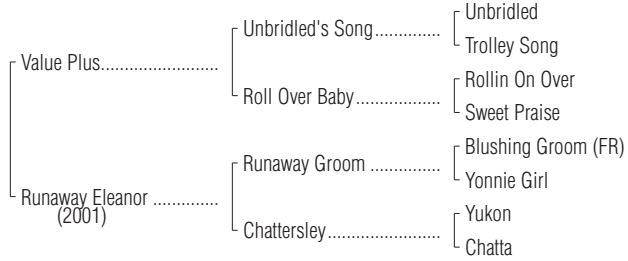 Unbridled
Unbridled's Song..............
Trolley Song
Value Plus.........................
Rollin On Over
Roll Over Baby..................
Sweet Praise
Blushing Groom (FR)
Runaway Groom ...............
Yonnie Girl
Runaway Eleanor ..............
(2001)
Yukon
Chattersley........................
Chatta